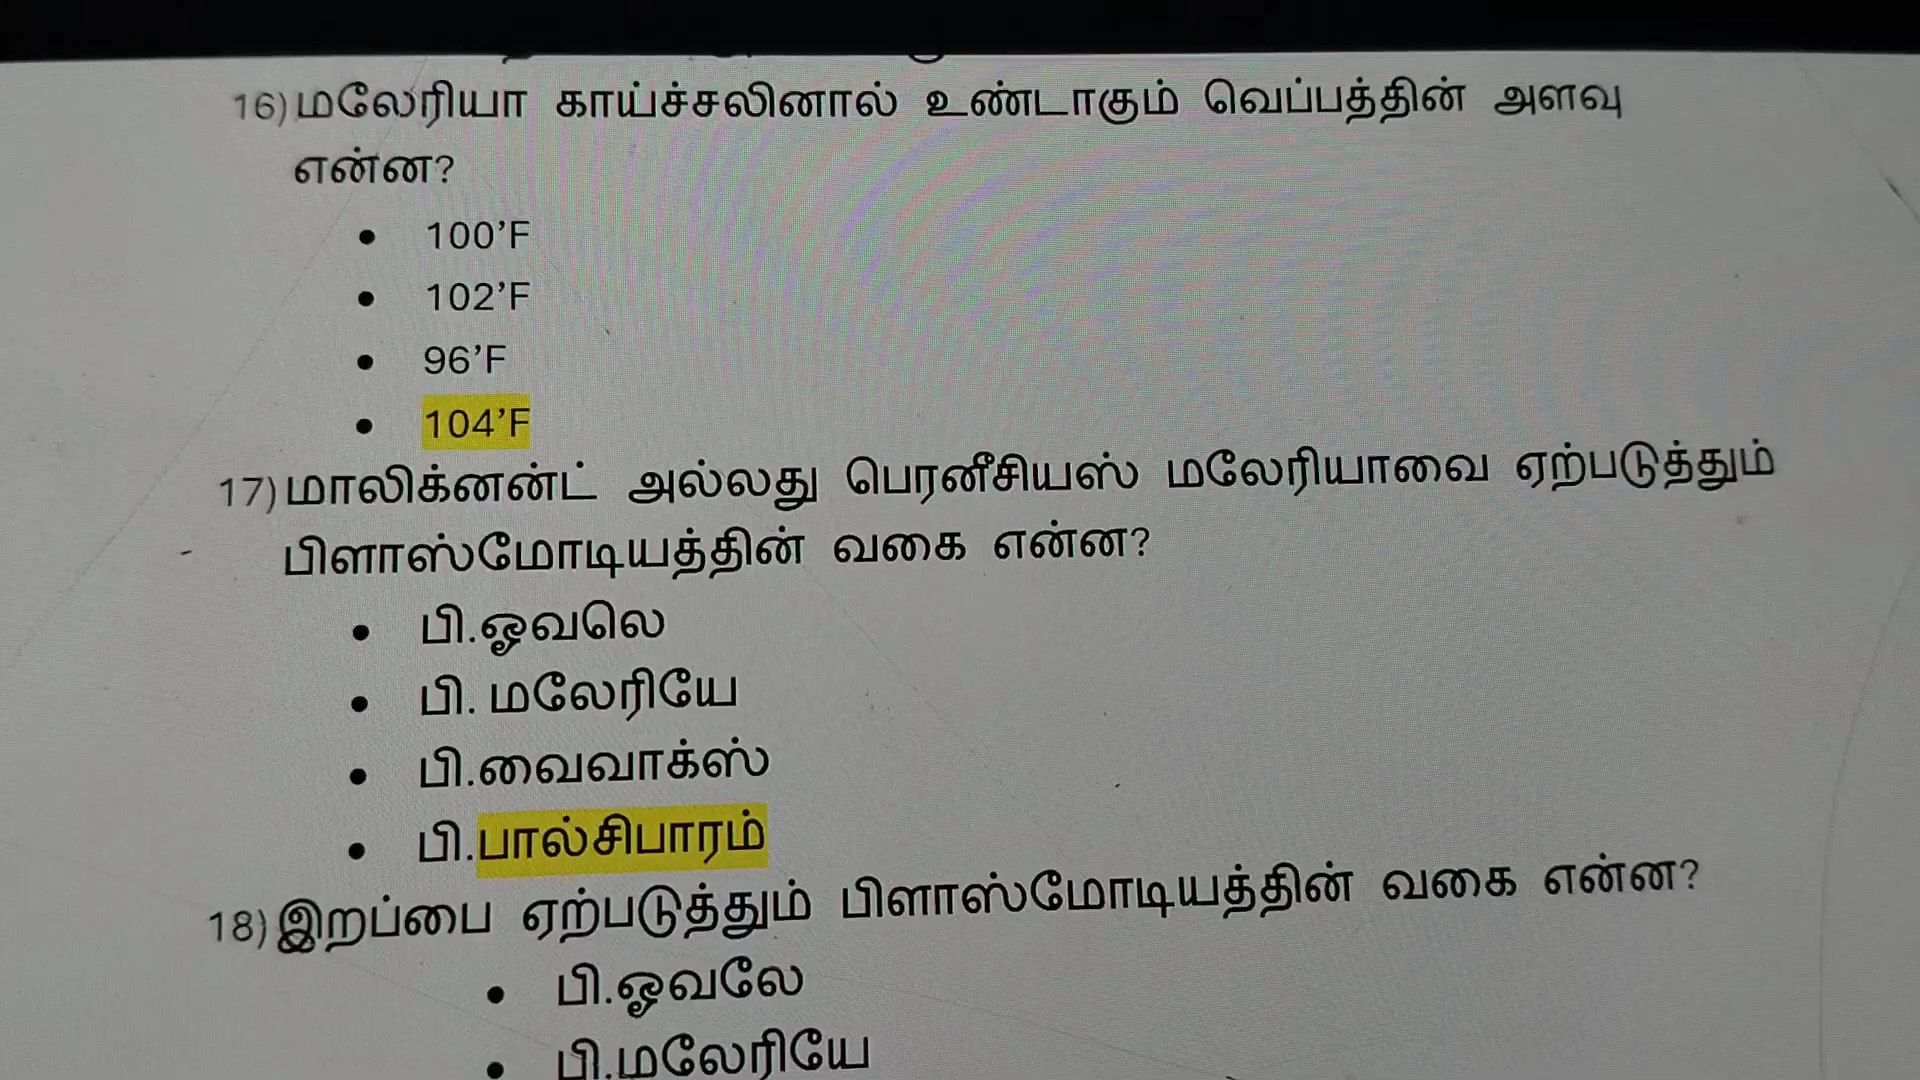 16) மலேரியா காய்ச்சலினால் உண்டாகும் வெப்பத்தின் அளவு
என்ன?
• 100'F
• 102'F
• 96'F
• 104'F
17) மாலிக்னன்ட் அல்லது பெரனீசியஸ் மலேரியாவை ஏற்படுத்தும்
பிளாஸ்மோடியத்தின் வகை என்ன?
• பி.ஓவலெ
• பி. மலேரியே
• பி.வைவாக்ஸ்
• பி.பால்சிபாரம்
18) இறப்பை ஏற்படுத்தும் பிளாஸ்மோடியத்தின் வகை என்ன?
• பி.ஓவலே
• பி.மலேரியே